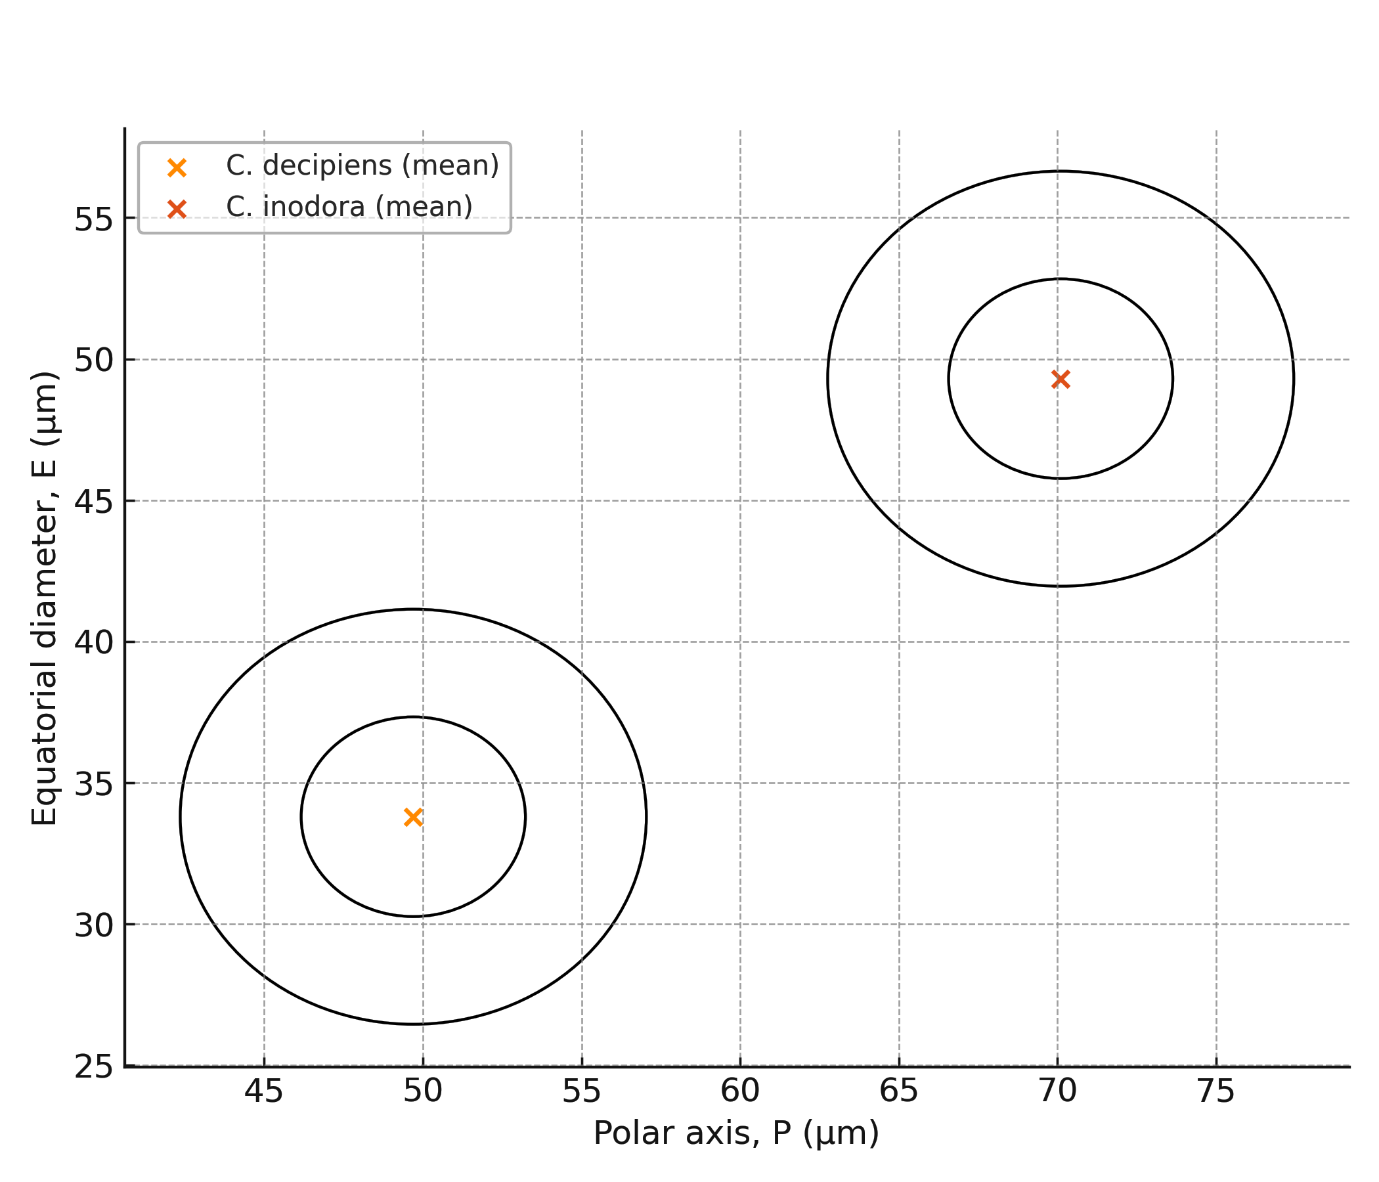 C. decipiens (mean)
C. inodora (mean)
55
50
45
40
35
30
25
Equatorial diameter, E (μm)
45 50 55 60 65 70 75
Polar axis, P (μm)